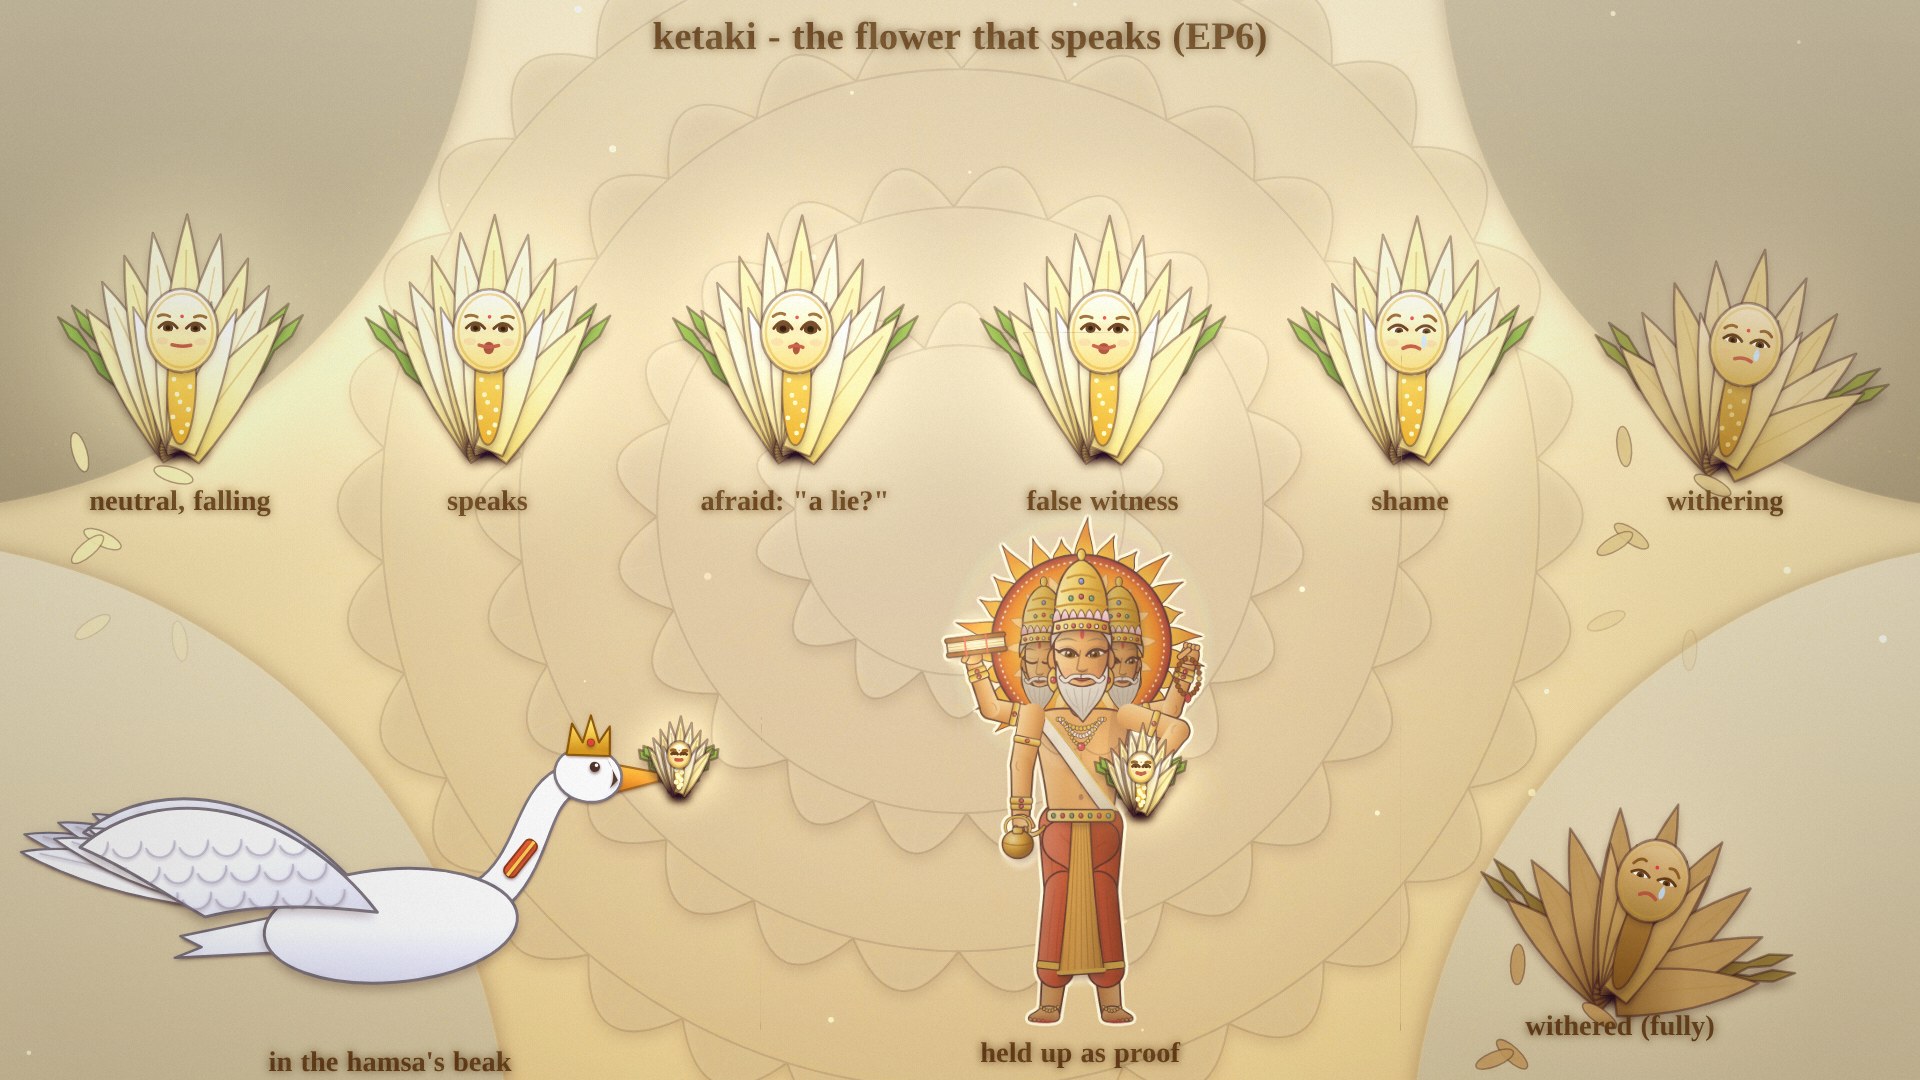 ketaki - the flower that speaks (EP6)
neutral, falling
speaks
afraid: "a lie?"
false witness
shame
withering
withered (fully)
in the hamsa's beak
held up as proof